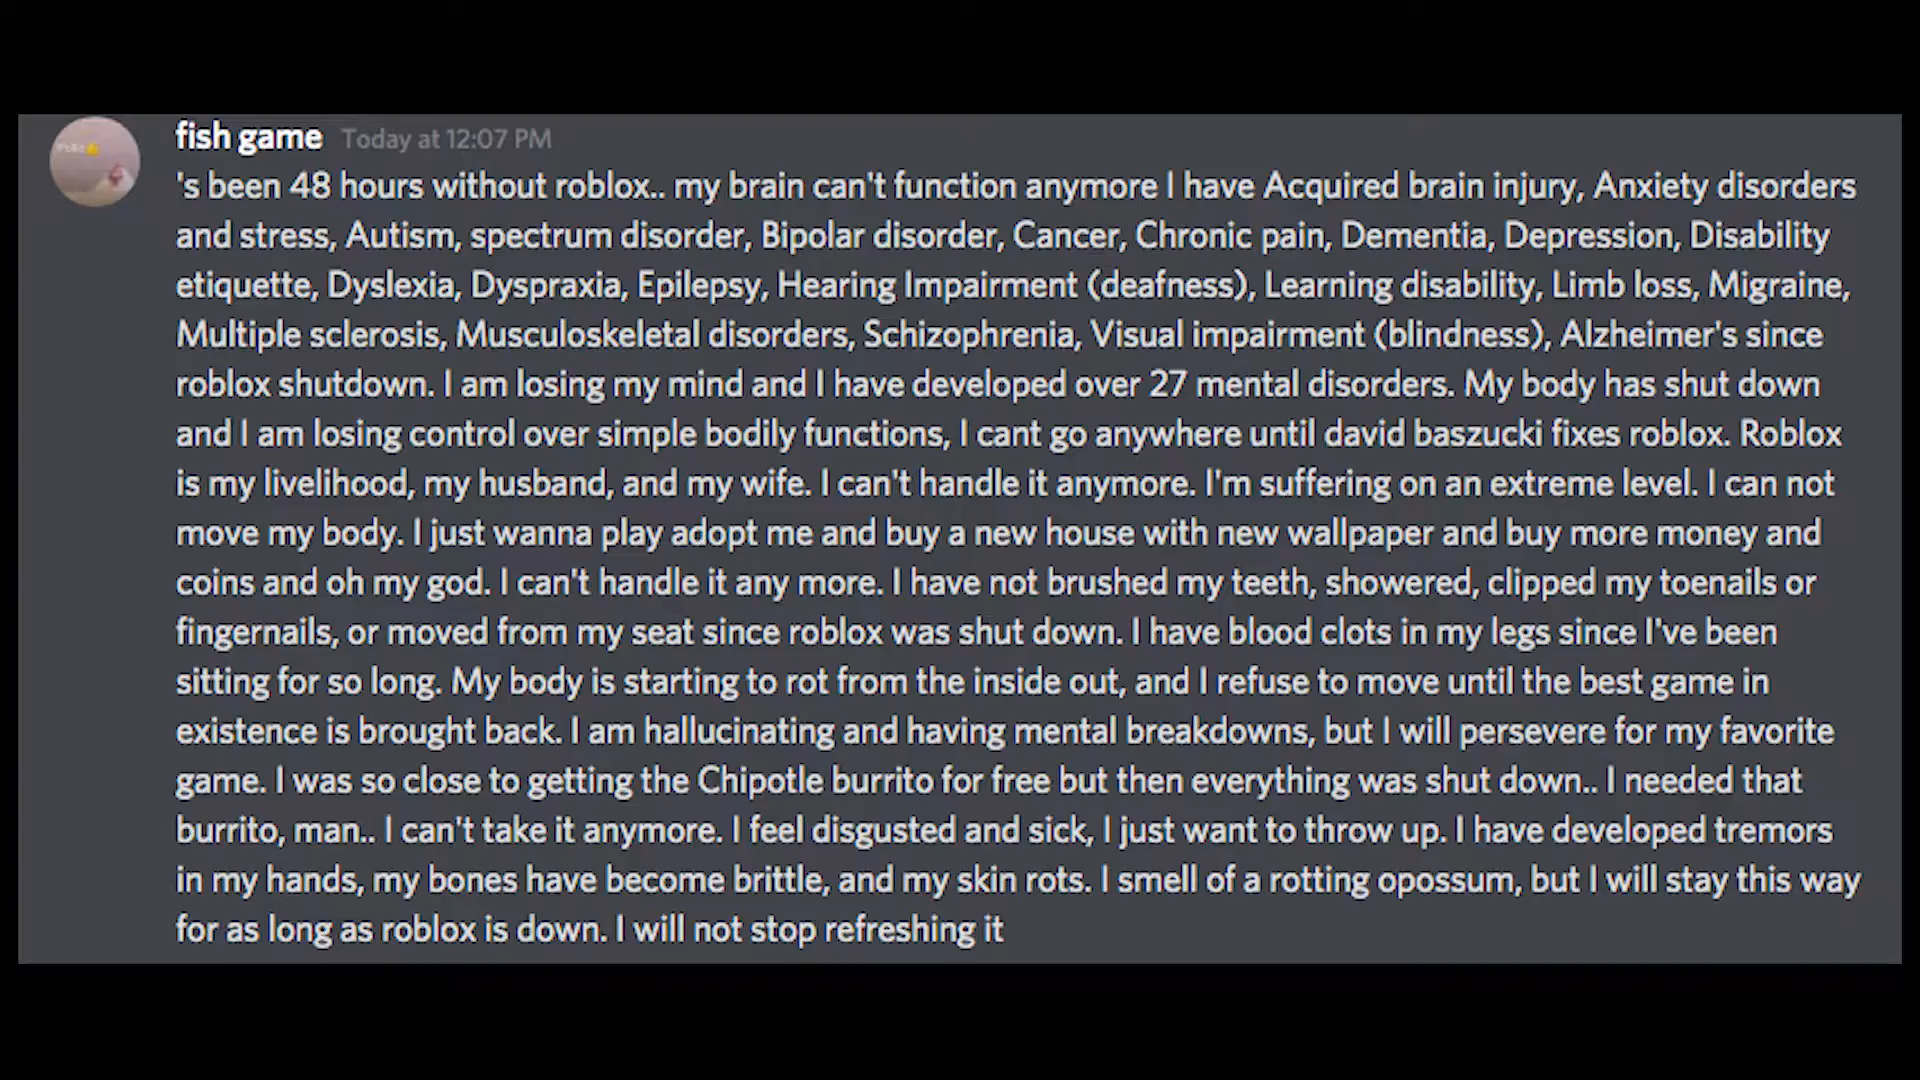 fish game Today at 12:07 PM
's been 48 hours without roblox.. my brain can't function anymore I have Acquired brain injury, Anxiety disorders
and stress, Autism, spectrum disorder, Bipolar disorder, Cancer, Chronic pain, Dementia, Depression, Disability
etiquette, Dyslexia, Dyspraxia, Epilepsy, Hearing Impairment (deafness), Learning disability, Limb loss, Migraine,
Multiple sclerosis, Musculoskeletal disorders, Schizophrenia, Visual impairment (blindness), Alzheimer's since
roblox shutdown. I am losing my mind and I have developed over 27 mental disorders. My body has shut down
and I am losing control over simple bodily functions, I cant go anywhere until david baszucki fixes roblox. Roblox
is my livelihood, my husband, and my wife. I can't handle it anymore. I'm suffering on an extreme level. I can not
move my body. I just wanna play adopt me and buy a new house with new wallpaper and buy more money and
coins and oh my god. I can't handle it any more. I have not brushed my teeth, showered, clipped my toenails or
fingernails, or moved from my seat since roblox was shut down. I have blood clots in my legs since I've been
sitting for so long. My body is starting to rot from the inside out, and I refuse to move until the best game in
existence is brought back. I am hallucinating and having mental breakdowns, but I will persevere for my favorite
game. I was so close to getting the Chipotle burrito for free but then everything was shut down.. I needed that
burrito, man.. I can't take it anymore. I feel disgusted and sick, I just want to throw up. I have developed tremors
in my hands, my bones have become brittle, and my skin rots. I smell of a rotting opossum, but I will stay this way
for as long as roblox is down. I will not stop refreshing it